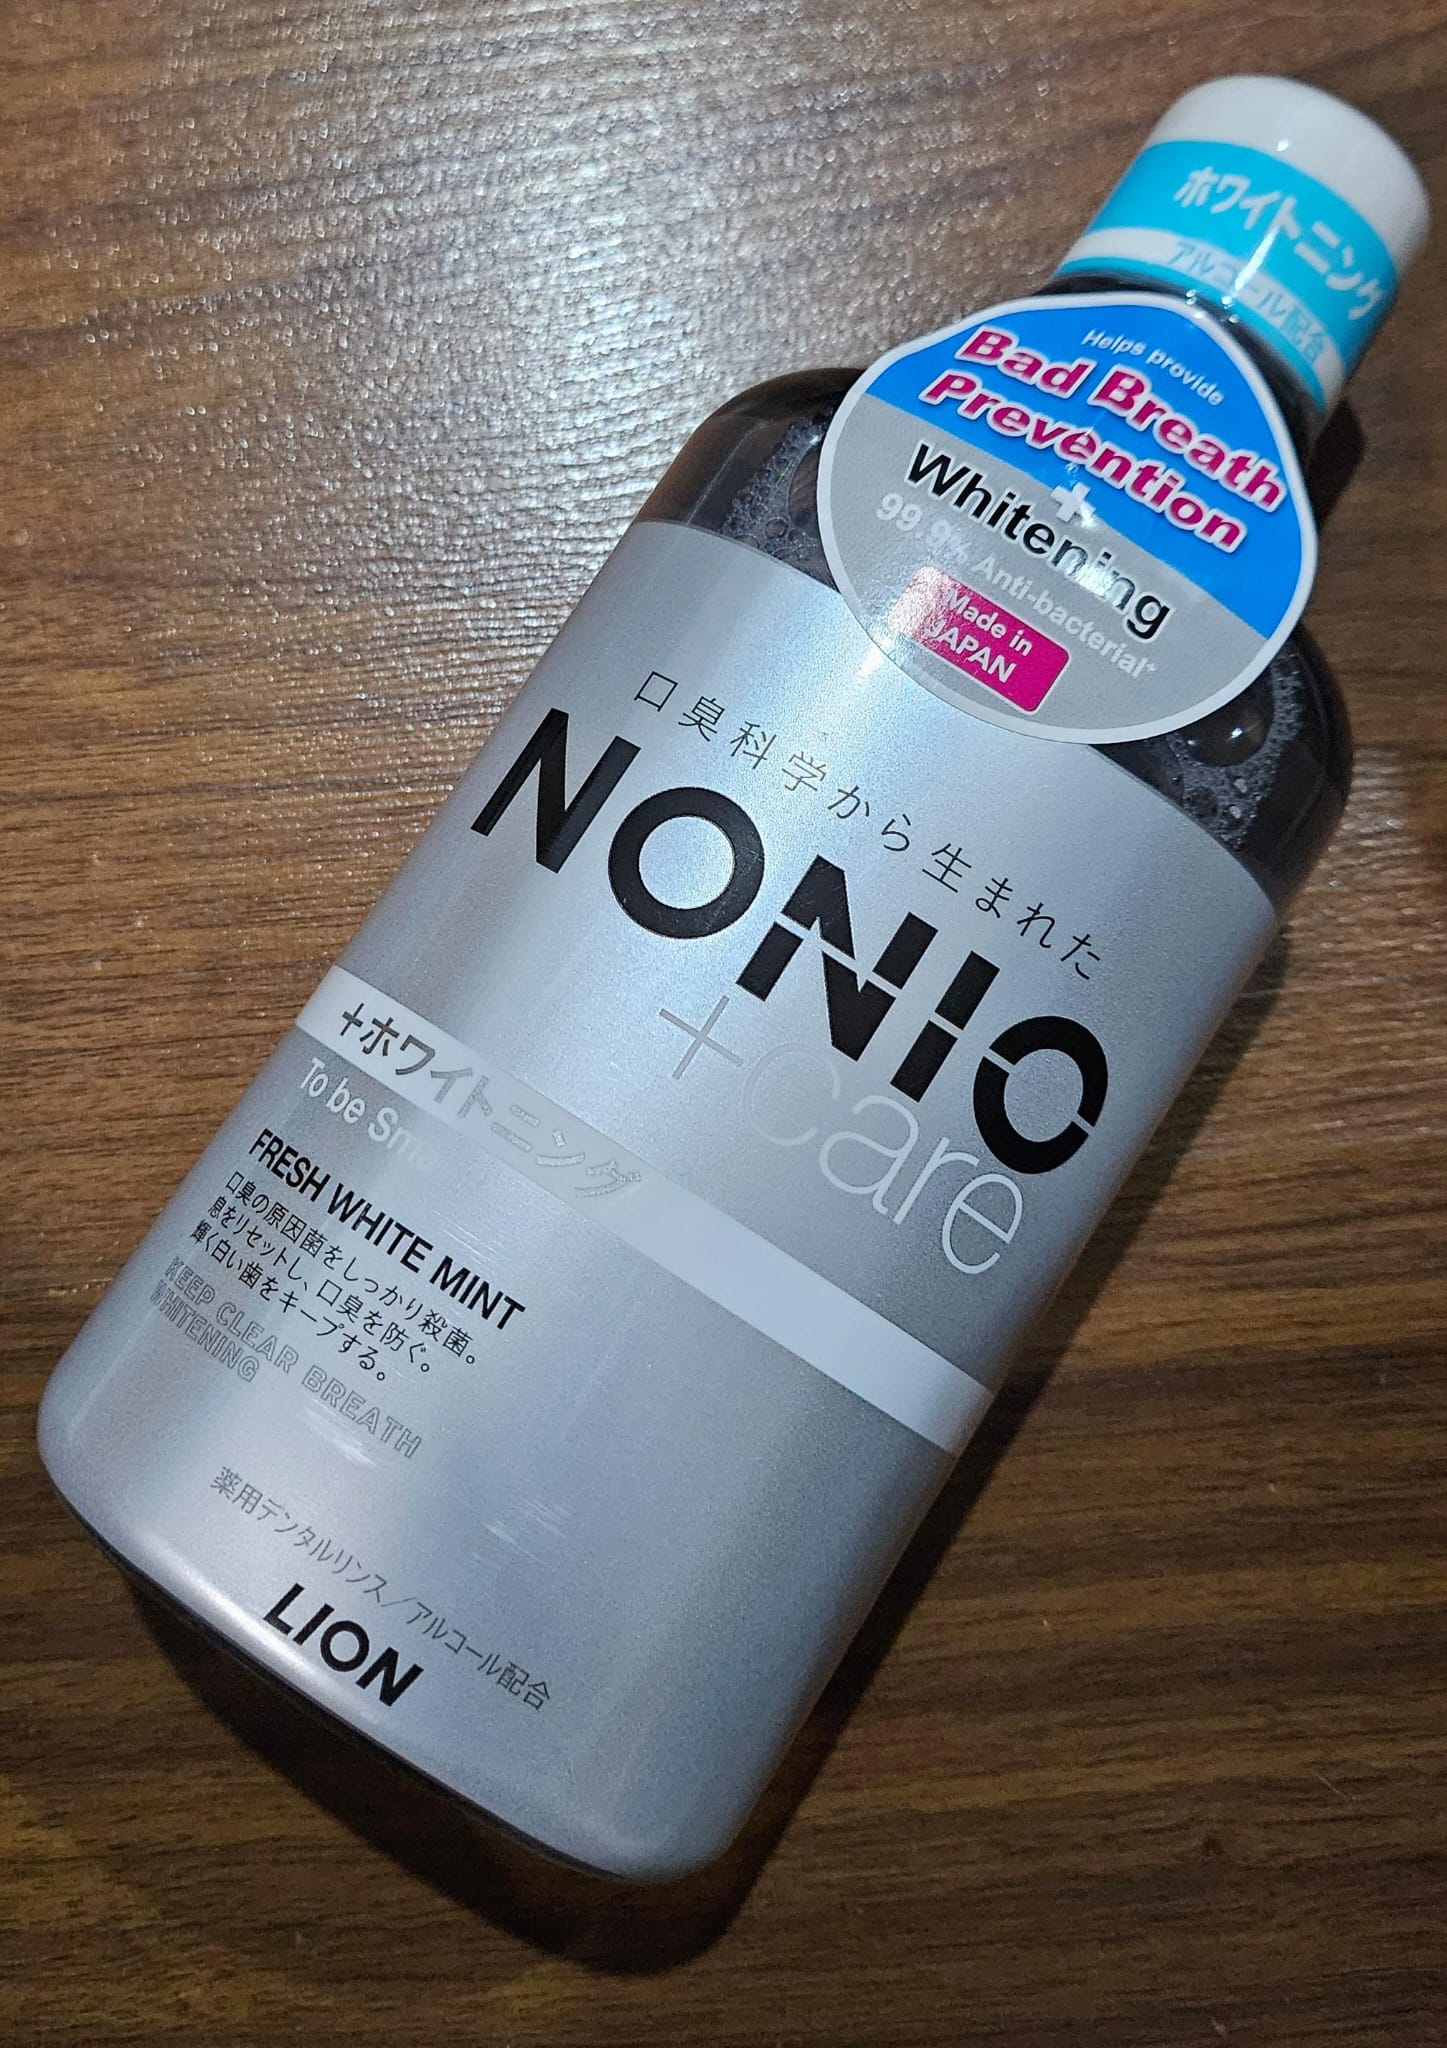 ホワイトニング
アルコール配合
Helps provide
Bad Breath
Prevention
+
Whitening
99.9% Anti-bacterial*
Made in
JAPAN
口臭科学から生まれた
NONIO
+care
+ホワイトニング
To be
FRESH WHITE MINT
口臭の原因菌をしっかり殺菌。
息をリセットし、口臭を防ぐ。
輝く白い歯をキープする。
KEEP CLEAR BREATH
WHITENING
薬用デンタルリンス／アルコール配合
LION